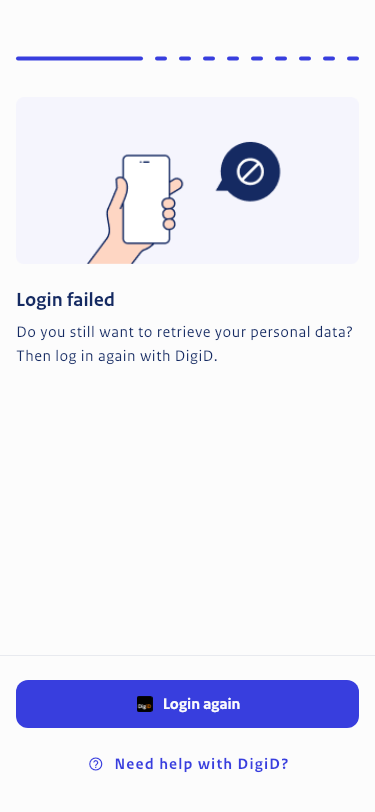 Login failed
Do you still want to retrieve your personal data?
Then log in again with DigiD.
DigiD
Login again
Need help with DigiD?